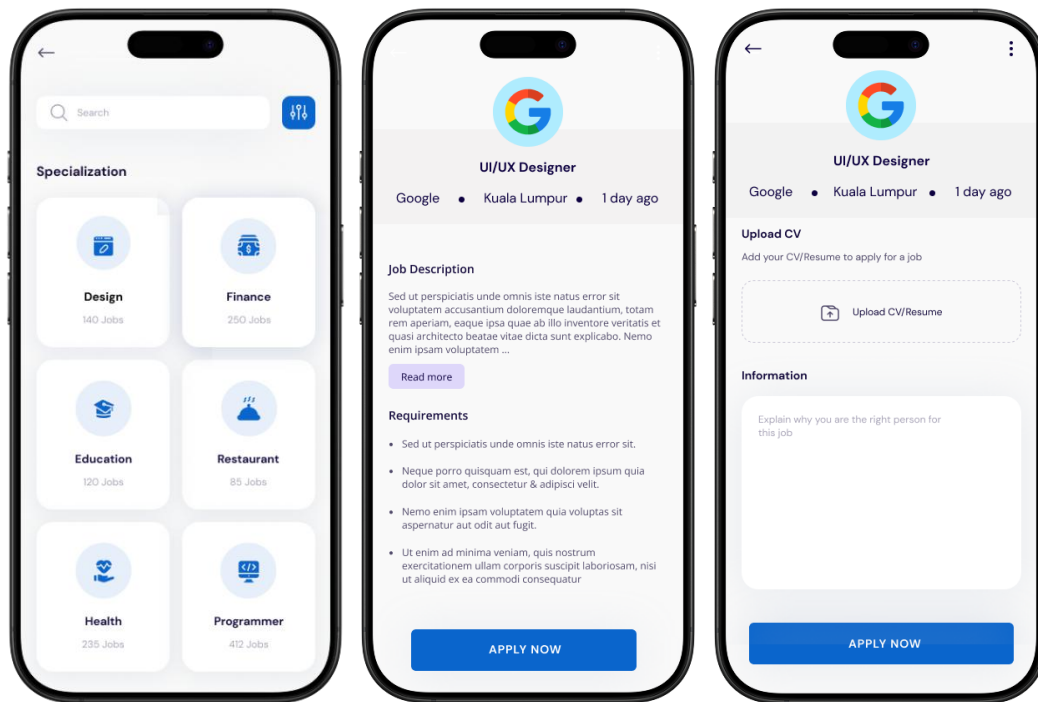 Search
Specialization
Design
140 Jobs
Finance
250 Jobs
Education
120 Jobs
Restaurant
85 Jobs
Health
235 Jobs
Programmer
412 Jobs
UI/UX Designer
Google • Kuala Lumpur • 1 day ago
Job Description
Sed ut perspiciatis unde omnis iste natus error sit
voluptatem accusantium doloremque laudantium, totam
rem aperiam, eaque ipsa quae ab illo inventore veritatis et
quasi architecto beatae vitae dicta sunt explicabo. Nemo
enim ipsam voluptatem ...
Read more
Requirements
• Sed ut perspiciatis unde omnis iste natus error sit.
• Neque porro quisquam est, qui dolorem ipsum quia
dolor sit amet, consectetur & adipisci velit.
• Nemo enim ipsam voluptatem quia voluptas sit
aspernatur aut odit aut fugit.
• Ut enim ad minima veniam, quis nostrum
exercitationem ullam corporis suscipit laboriosam, nisi
ut aliquid ex ea commodi consequatur
APPLY NOW
UI/UX Designer
Google • Kuala Lumpur • 1 day ago
Upload CV
Add your CV/Resume to apply for a job
Upload CV/Resume
Information
Explain why you are the right person for
this job
APPLY NOW